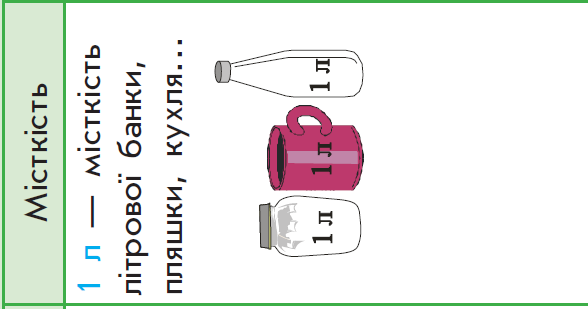 Місткість
1 л — місткість
літрової банки,
пляшки, кухля...
1 л
1 л
1 л